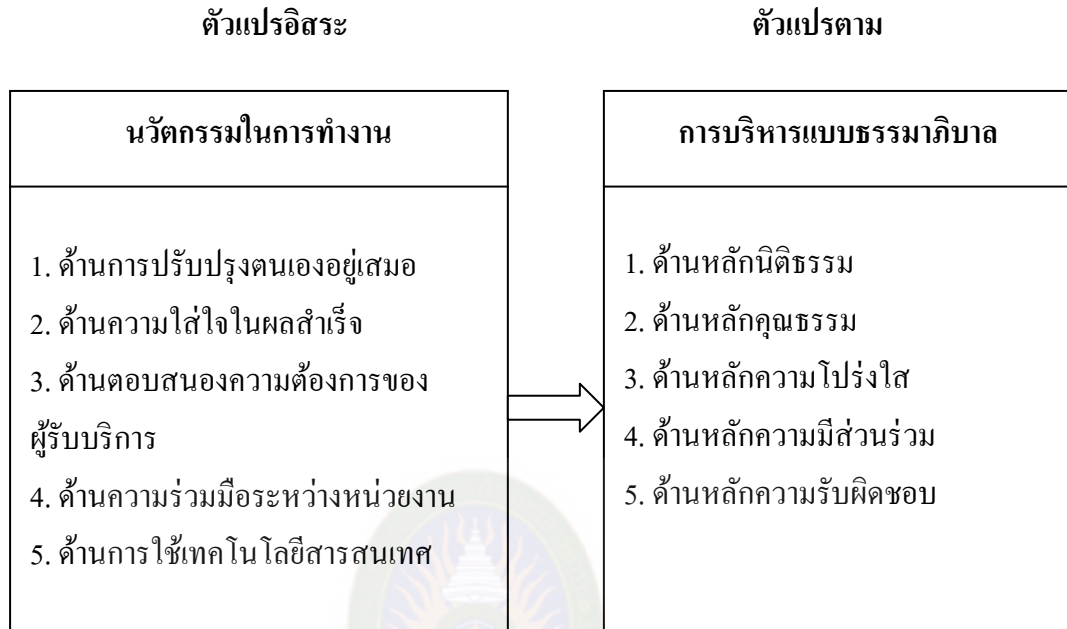 ตัวแปรอิสระ
ตัวแปรตาม
นวัตกรรมในการทำงาน
1. ด้านการปรับปรุงตนเองอยู่เสมอ
2. ด้านความใส่ใจในผลสำเร็จ
3. ด้านตอบสนองความต้องการของ
ผู้รับบริการ
4. ด้านความร่วมมือระหว่างหน่วยงาน
5. ด้านการใช้เทคโนโลยีสารสนเทศ
การบริหารแบบธรรมาภิบาล
1. ด้านหลักนิติธรรม
2. ด้านหลักคุณธรรม
3. ด้านหลักความโปร่งใส
4. ด้านหลักความมีส่วนร่วม
5. ด้านหลักความรับผิดชอบ